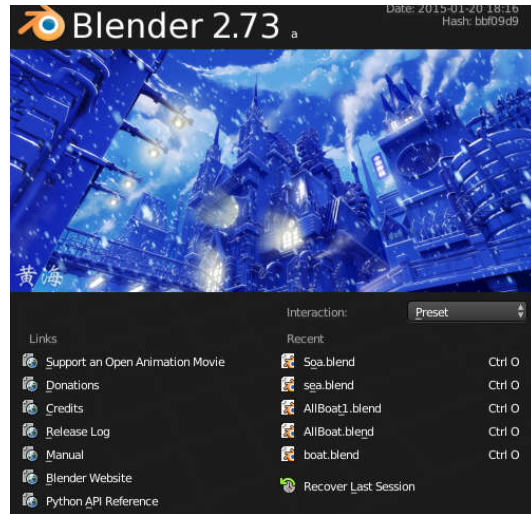 Blender 2.73 a
Date: 2015-01-20 18:16
Hash: bbf09d9
黄海
Interaction: Preset
Links
Support an Open Animation Movie
Donations
Credits
Release Log
Manual
Blender Website
Python API Reference
Recent
Soa.blend Ctrl O
sea.blend Ctrl O
AllBoat1.blend Ctrl O
AllBoat.blend Ctrl O
boat.blend Ctrl O
Recover Last Session